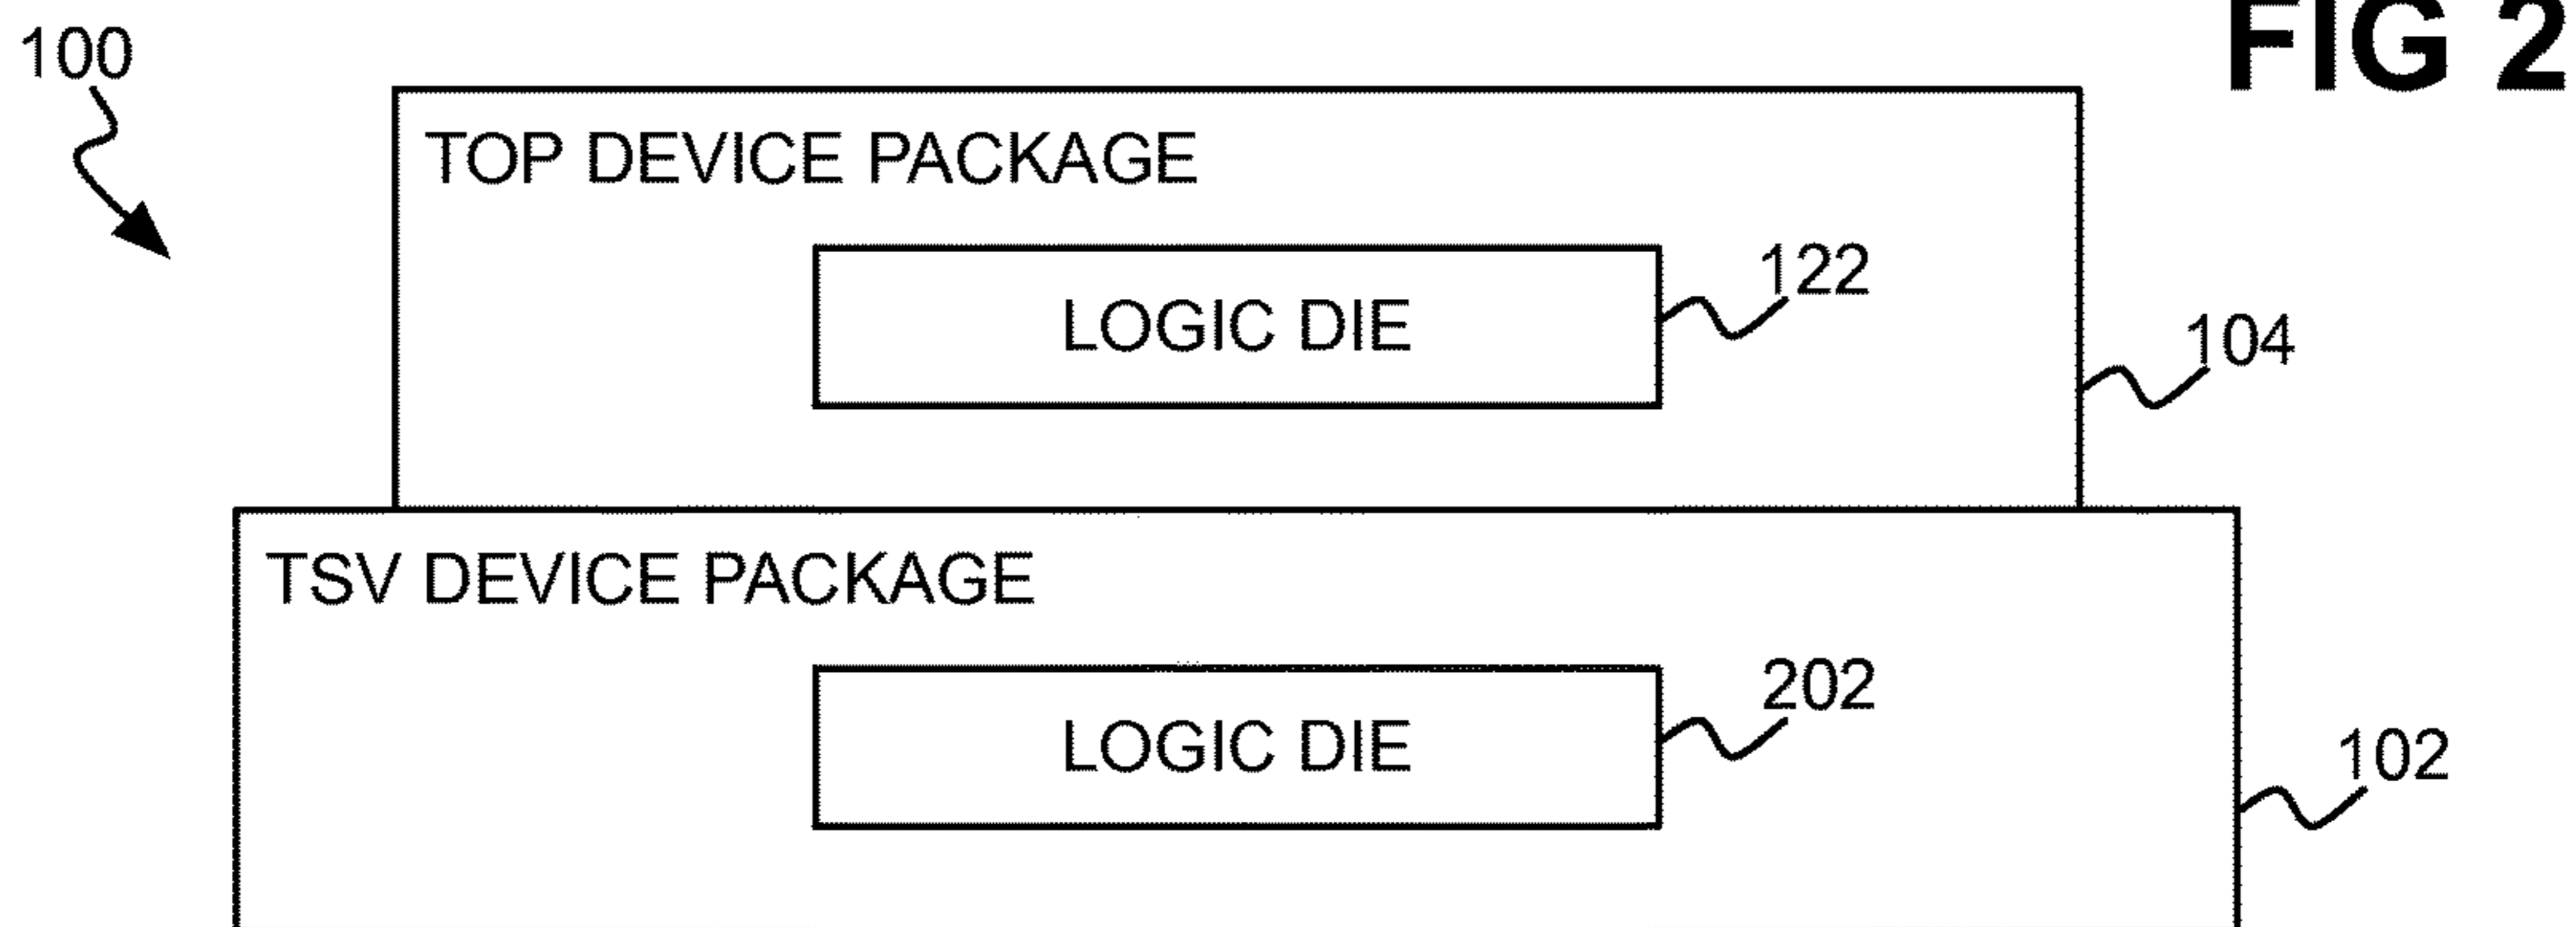 FIG 2
100
TOP DEVICE PACKAGE
122
LOGIC DIE
104
TSV DEVICE PACKAGE
202
LOGIC DIE
102